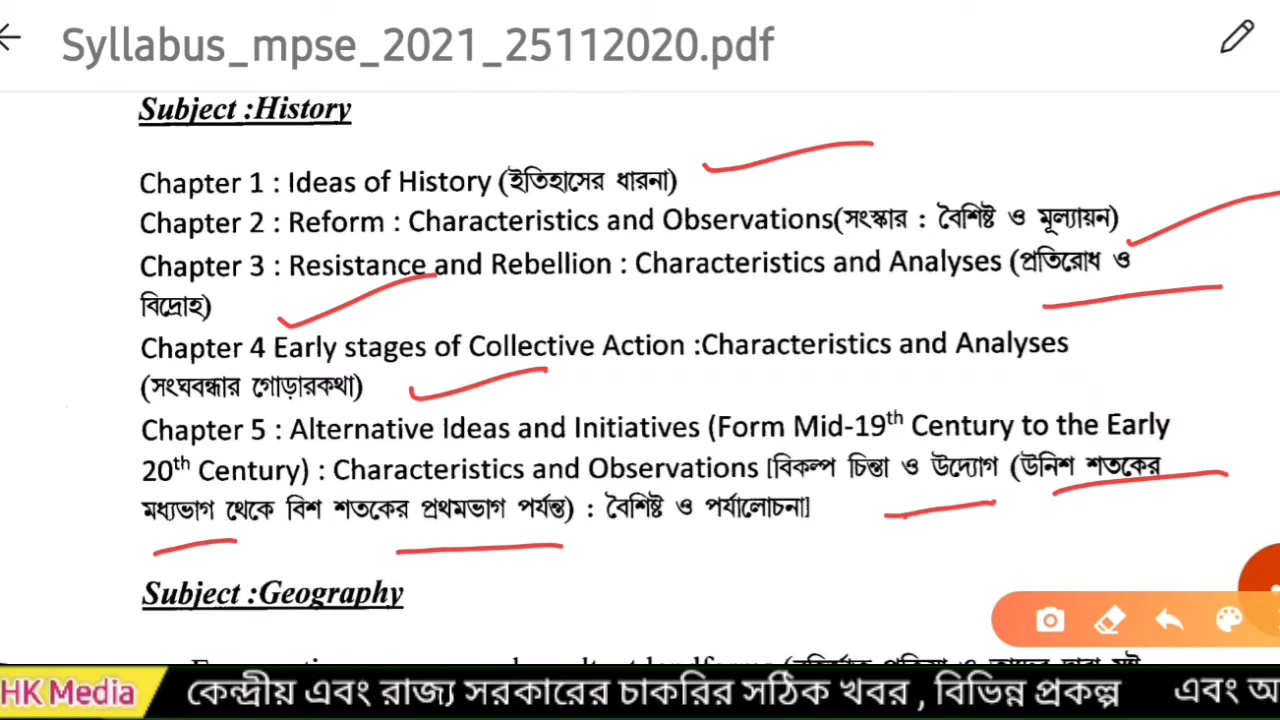 Syllabus_mpse_2021_25112020.pdf
Subject :History
Chapter 1 : Ideas of History (ইতিহাসের ধারনা)
Chapter 2 : Reform : Characteristics and Observations(সংস্কার : বৈশিষ্ট ও মূল্যায়ন)
Chapter 3 : Resistance and Rebellion : Characteristics and Analyses (প্রতিরোধ ও
বিদ্রোহ)
Chapter 4 Early stages of Collective Action :Characteristics and Analyses
(সংঘবন্ধার গোড়ারকথা)
Chapter 5 : Alternative Ideas and Initiatives (Form Mid-19th Century to the Early
20th Century) : Characteristics and Observations [বিকল্প চিন্তা ও উদ্যোগ (উনিশ শতকের
মধ্যভাগ থেকে বিশ শতকের প্রথমভাগ পর্যন্ত) : বৈশিষ্ট ও পর্যালোচনা]
Subject :Geography
HK Media
কেন্দ্রীয় এবং রাজ্য সরকারের চাকরির সঠিক খবর , বিভিন্ন প্রকল্প এবং